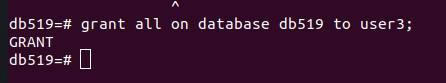 ^
db519=# grant all on database db519 to user3;
GRANT
db519=#